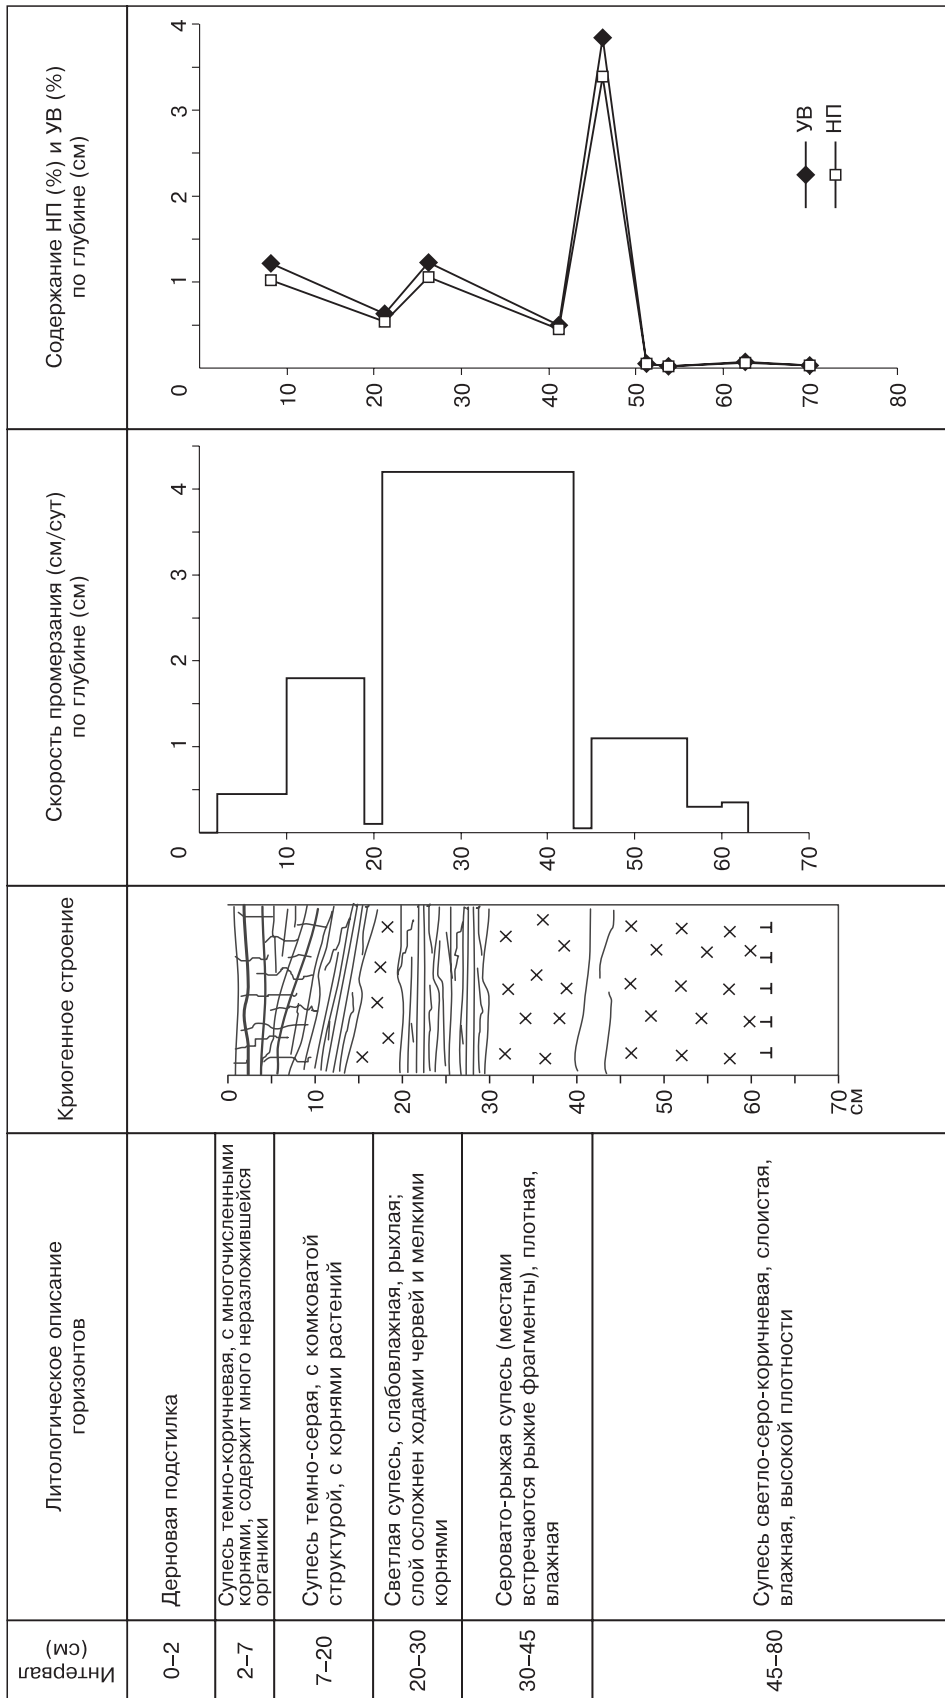 Интервал
(см)
Литологическое описание
горизонтов
Криогенное строение
Скорость промерзания (см/сут)
по глубине (см)
Содержание НП (%) и УВ (%)
по глубине (см)
0–2
Дерновая подстилка
2–7
Супесь темно-коричневая, с многочисленными
корнями, содержит много неразложившейся
органики
7–20
Супесь темно-серая, с комковатой
структурой, с корнями растений
20–30
Светлая супесь, слабовлажная, рыхлая;
слой осложнен ходами червей и мелкими
корнями
30–45
Серовато-рыжая супесь (местами
встречаются рыжие фрагменты), плотная,
влажная
45–80
Супесь светло-серо-коричневая, слоистая,
влажная, высокой плотности
0
10
20
30
40
50
60
70
см
1
2
3
4
0
10
20
30
40
50
60
70
1
2
3
4
0
10
20
30
40
50
60
70
80
УВ
НП